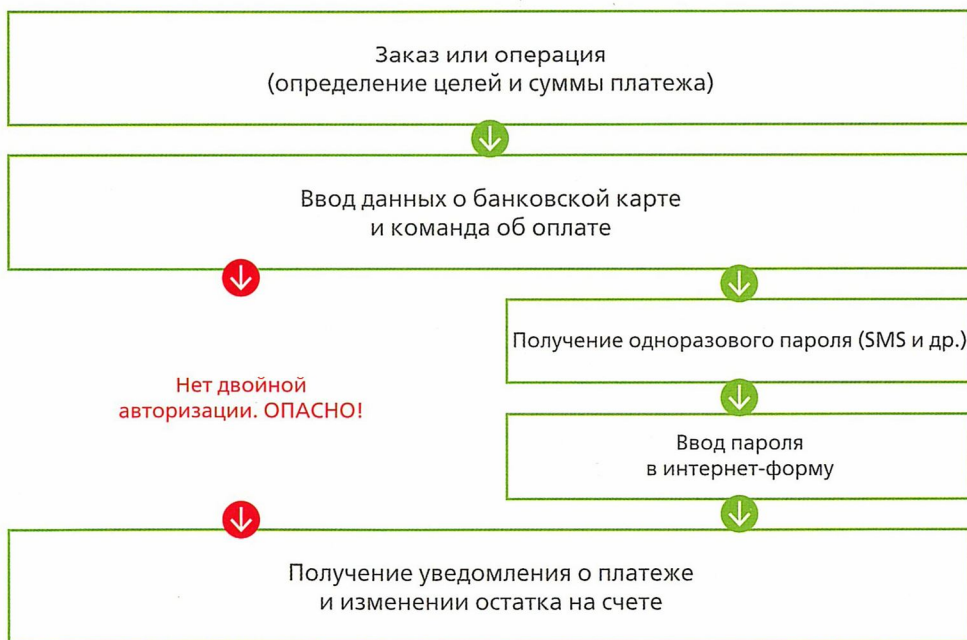 Заказ или операция
(определение целей и суммы платежа)
Ввод данных о банковской карте
и команда об оплате
Получение одноразового пароля (SMS и др.)
Нет двойной
авторизации. ОПАСНО!
Ввод пароля
в интернет-форму
Получение уведомления о платеже
и изменении остатка на счете